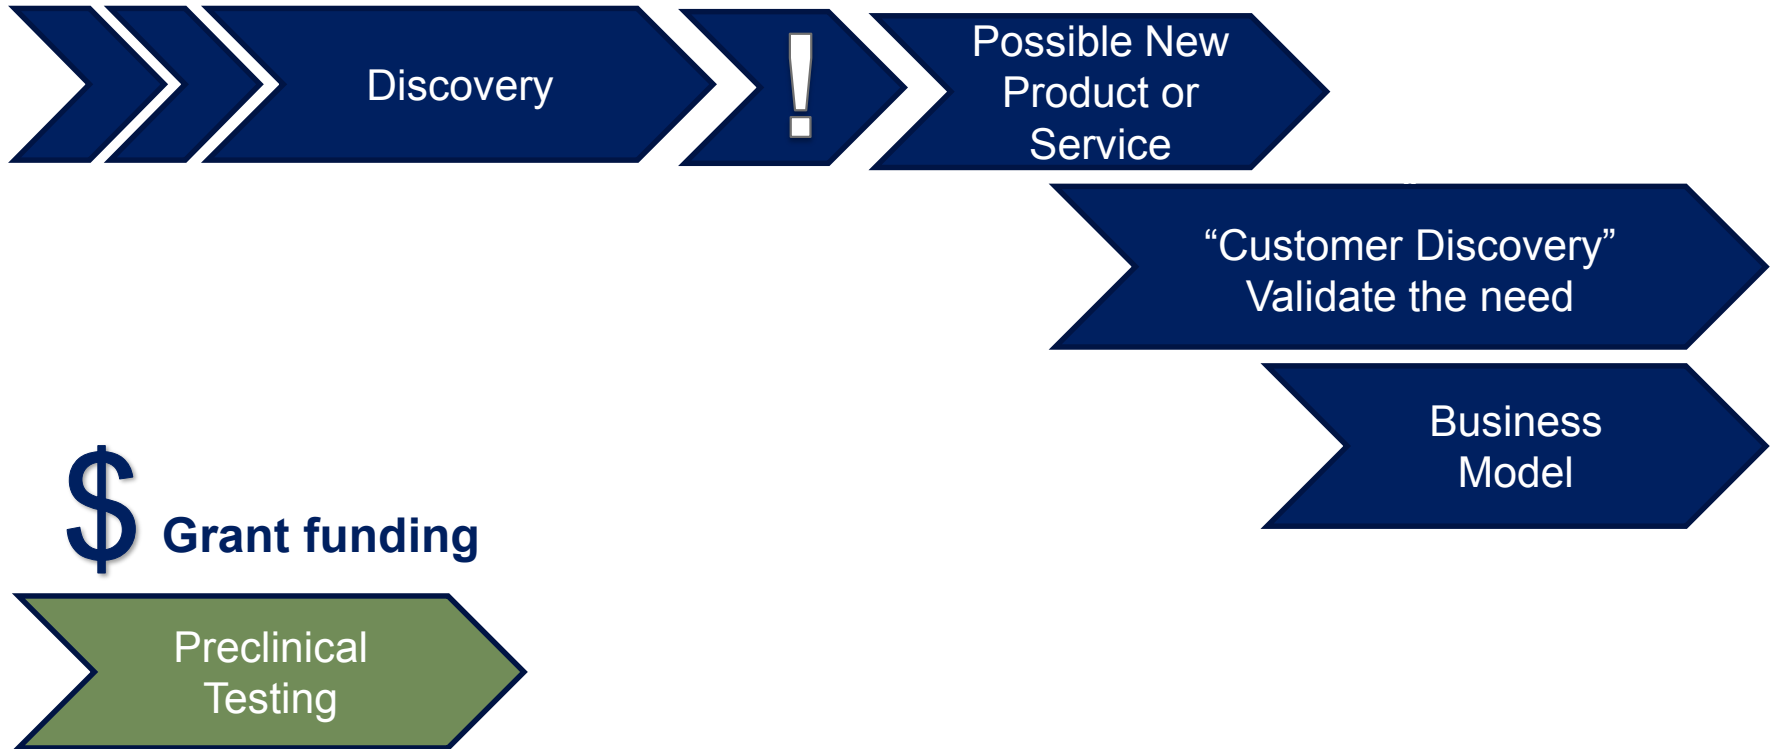 Discovery
!
Possible New
Product or
Service
“Customer Discovery”
Validate the need
Business
Model
$ Grant funding
Preclinical
Testing